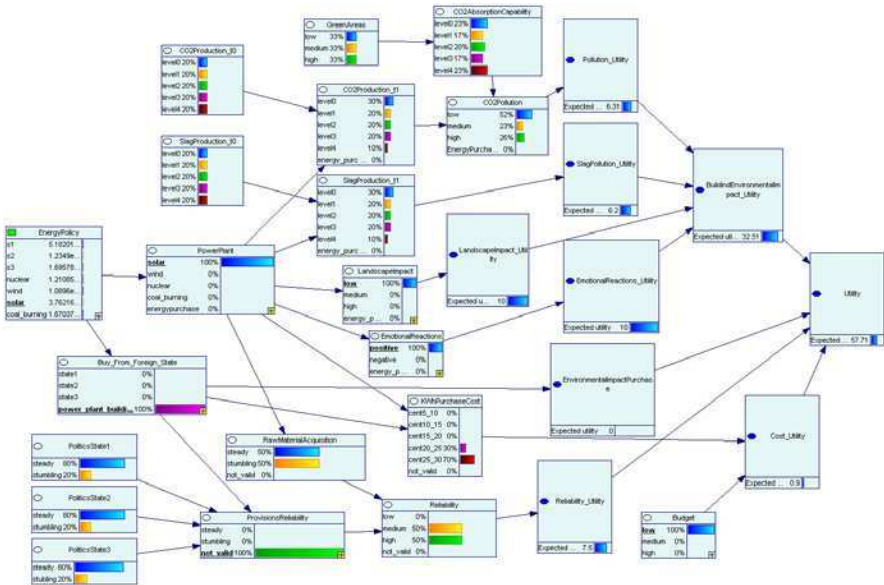 CO2AbsorptionCapability
level0 23%
level1 17%
level2 20%
level3 17%
level4 23%
GreenAreas
low 33%
medium 33%
high 33%
Pollution_Utility
Expected ... 6.31
CO2Production_t0
level0 20%
level1 20%
level2 20%
level3 20%
level4 20%
CO2Production_t1
level0 30%
level1 20%
level2 20%
level3 20%
level4 10%
energy_purc... 0%
CO2Pollution
low 52%
medium 23%
high 26%
EnergyPurcha... 0%
SlagProduction_t0
level0 20%
level1 20%
level2 20%
level3 20%
level4 20%
SlagProduction_t1
level0 30%
level1 20%
level2 20%
level3 20%
level4 10%
energy_purc... 0%
SlagPollution_Utility
Expected ... 6.2
BuildindEnvironmentalIm
pact_Utility
Expected uti... 32.51
EnergyPolicy
s1
s2
s3
nuclear
wind
solar
coal_burning
PowerPlant
solar 100%
wind 0%
nuclear 0%
coal_burning 0%
energypurchase 0%
LandscapeImpact_Uti
lity
Expected u... 10
LandscapeImpact
low 100%
medium 0%
high 0%
energy_p... 0%
EmotionalReactions_Utility
Expected utility 10
Utility
Expected ... 57.71
EmotionalReactions
positive 100%
negative 0%
energy_p... 0%
Buy_From_Foreign_State
state1 0%
state2 0%
state3 0%
power_plant_buildi... 100%
EnvironmentalImpactPurchas
e
Expected utility 0
KWhPurchaseCost
cent5_10 0%
cent10_15 0%
cent15_20 0%
cent20_25 30%
cent25_30 70%
not_valid 0%
Cost_Utility
Expected ... 0.9
RawMaterialAcquisition
steady 50%
stumbling 50%
not_valid 0%
PoliticsState1
steady 80%
stumbling 20%
PoliticsState2
steady 80%
stumbling 20%
PoliticsState3
steady 80%
stubling 20%
ProvisionsReliability
steady 0%
stumbling 0%
not_valid 100%
Reliability
low 0%
medium 50%
high 50%
not_valid 0%
Reliability_Utility
Expected ... 7.5
Budget
low 100%
medium 0%
high 0%